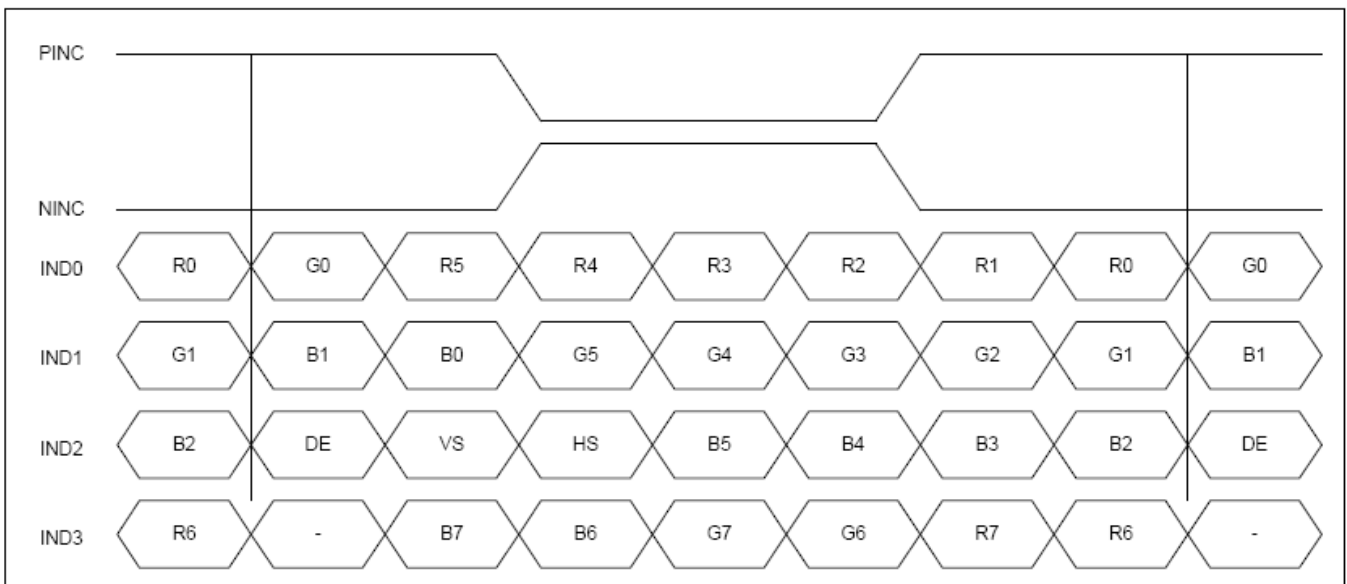 PINC
NINC
IND0 R0 G0 R5 R4 R3 R2 R1 R0 G0
IND1 G1 B1 B0 G5 G4 G3 G2 G1 B1
IND2 B2 DE VS HS B5 B4 B3 B2 DE
IND3 R6 - B7 B6 G7 G6 R7 R6 -